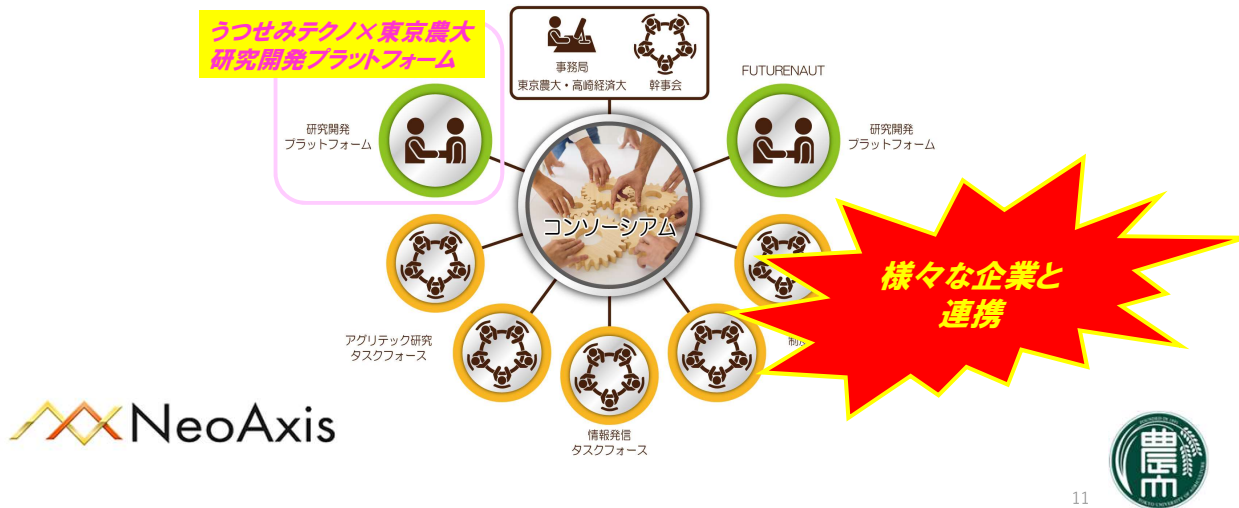 うつせみテクノ×東京農大
研究開発プラットフォーム
事務局
東京農大・高崎経済大
幹事会
FUTURENAUT
研究開発
プラットフォーム
研究開発
プラットフォーム
コンソーシアム
様々な企業と
連携
アグリテック研究
タスクフォース
情報発信
タスクフォース
NeoAxis
農大
11